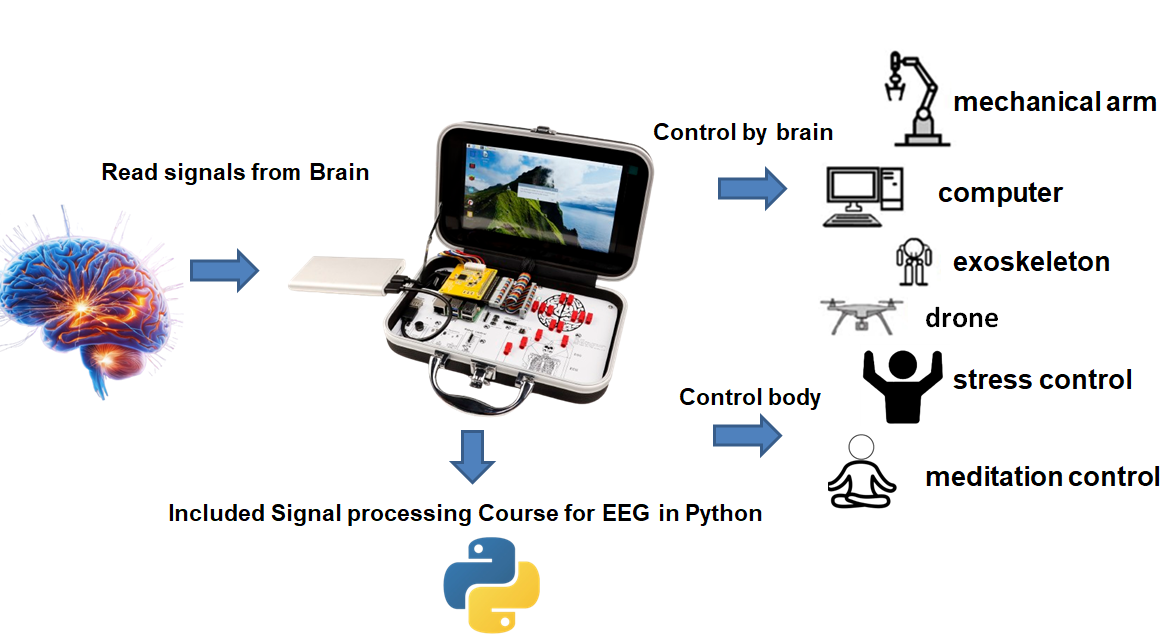 mechanical arm
Control by brain
Read signals from Brain
computer
exoskeleton
drone
stress control
Control body
meditation control
Included Signal processing Course for EEG in Python